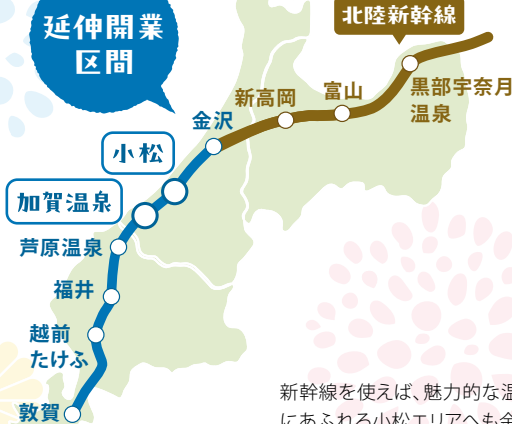 延伸開業
区間
北陸新幹線
黒部宇奈月
温泉
富山
新高岡
金沢
小松
加賀温泉
芦原温泉
福井
越前
たけふ
敦賀
新幹線を使えば、魅力的な温
にあふれる小松エリアへも金